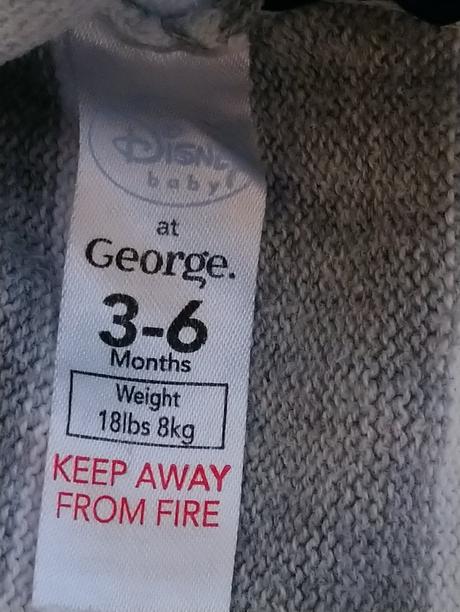 Disney
baby!
at
George.
3-6
Months
Weight
18lbs 8kg
KEEP AWAY
FROM FIRE